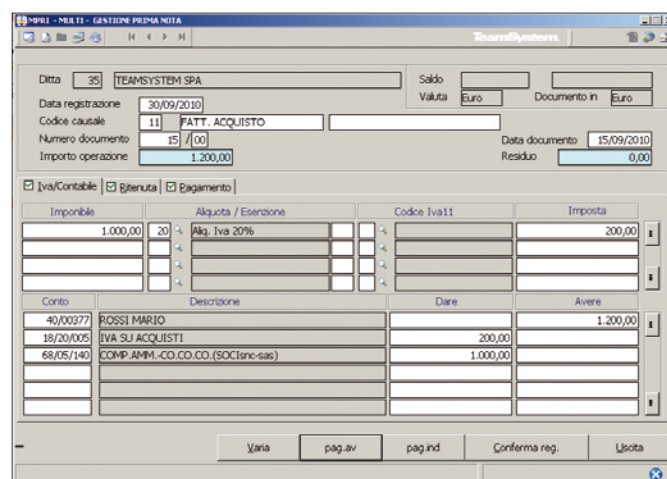 MPRI - MULTI - GESTIONE PRIMA NOTA
TeamSystem
Ditta 35 TEAMSYSTEM SPA Saldo
Valuta Euro Documento in Euro
Data registrazione 30/09/2010
Codice causale 11 FATT. ACQUISTO
Numero documento 15 / 00 Data documento 15/09/2010
Importo operazione 1.200,00 Residuo 0,00
Iva/Contabile Ritenuta Pagamento
Imponibile Aliquota / Esenzione Codice Iva11 Imposta
1.000,00 20 Aliq. Iva 20% 200,00
Conto Descrizione Dare Avere
40/00377 ROSSI MARIO 1.200,00
18/20/005 IVA SU ACQUISTI 200,00
68/05/140 COMP.AMM.-CO.CO.CO.(SOCIsnc-sas) 1.000,00
Varia pag.av pag.ind Conferma reg. Uscita